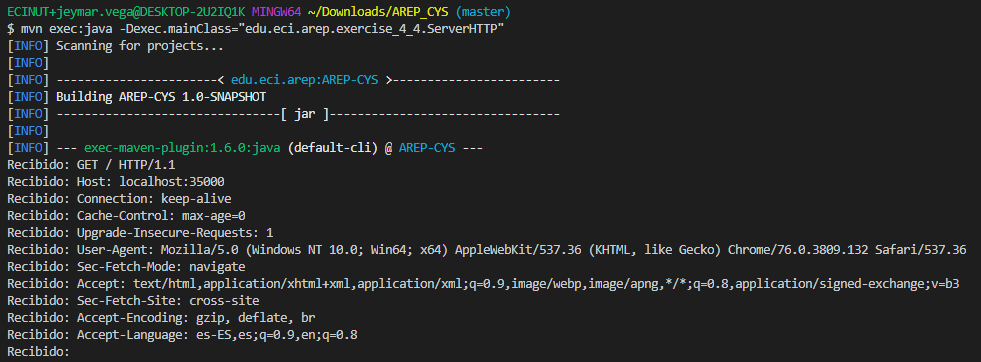 ECINUT+jeymar.vega@DESKTOP-2U2IQ1K MINGW64 ~/Downloads/AREP_CYS (master)
$ mvn exec:java -Dexec.mainClass="edu.eci.arep.exercise_4_4.ServerHTTP"
[INFO] Scanning for projects...
[INFO]
[INFO] -----------------------< edu.eci.arep:AREP-CYS >------------------------
[INFO] Building AREP-CYS 1.0-SNAPSHOT
[INFO] --------------------------------[ jar ]---------------------------------
[INFO]
[INFO] --- exec-maven-plugin:1.6.0:java (default-cli) @ AREP-CYS ---
Recibido: GET / HTTP/1.1
Recibido: Host: localhost:35000
Recibido: Connection: keep-alive
Recibido: Cache-Control: max-age=0
Recibido: Upgrade-Insecure-Requests: 1
Recibido: User-Agent: Mozilla/5.0 (Windows NT 10.0; Win64; x64) AppleWebKit/537.36 (KHTML, like Gecko) Chrome/76.0.3809.132 Safari/537.36
Recibido: Sec-Fetch-Mode: navigate
Recibido: Accept: text/html,application/xhtml+xml,application/xml;q=0.9,image/webp,image/apng,*/*;q=0.8,application/signed-exchange;v=b3
Recibido: Sec-Fetch-Site: cross-site
Recibido: Accept-Encoding: gzip, deflate, br
Recibido: Accept-Language: es-ES,es;q=0.9,en;q=0.8
Recibido: